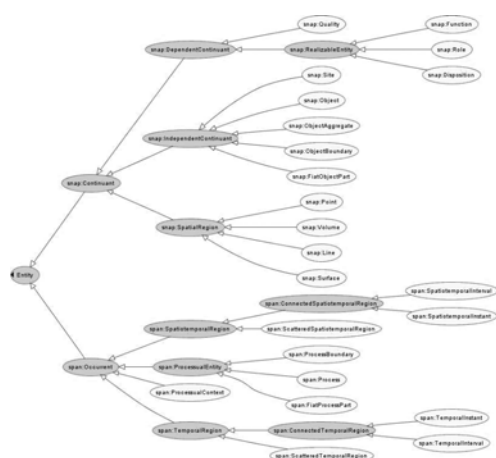 snap:Quality
snap:Function
snap:DependentContinuant
snap:RealizableEntity
snap:Role
snap:Site
snap:Disposition
snap:Object
snap:ObjectAggregate
snap:IndependentContinuant
snap:ObjectBoundary
snap:FiatObjectPart
snap:Continuant
snap:Point
snap:SpatialRegion
snap:Volume
snap:Line
snap:Surface
Entity
span:SpatiotemporalInterval
span:ConnectedSpatiotemporalRegion
span:SpatiotemporalRegion
span:SpatiotemporalInstant
span:ScatteredSpatiotemporalRegion
span:ProcessBoundary
span:Occurrent
span:ProcessualEntity
span:Process
span:ProcessualContext
span:FiatProcessPart
span:TemporalInstant
span:TemporalRegion
span:ConnectedTemporalRegion
span:TemporalInterval
span:ScatteredTemporalRegion